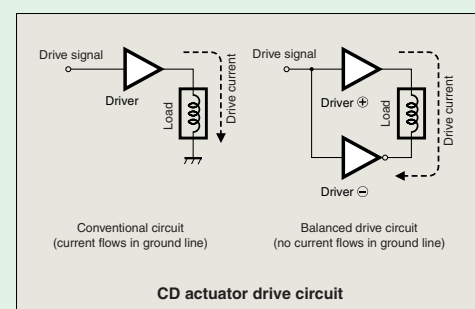 Drive signal
Driver
Load
Drive current
Drive signal
Driver ⊕
Load
Drive current
Driver ⊖
Conventional circuit
(current flows in ground line)
Balanced drive circuit
(no current flows in ground line)
CD actuator drive circuit